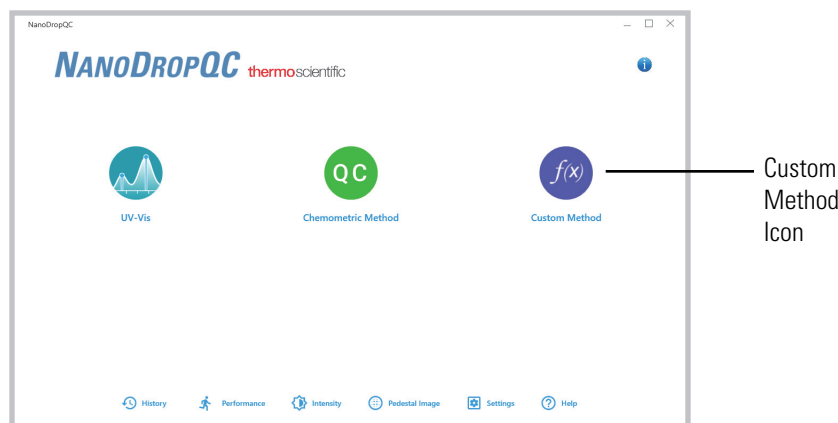 NanoDropQC
NANODROPQC thermoscientific
i
QC
f(x)
UV-Vis
Chemometric Method
Custom Method
Custom
Method
Icon
History
Performance
Intensity
Pedestal Image
Settings
? Help